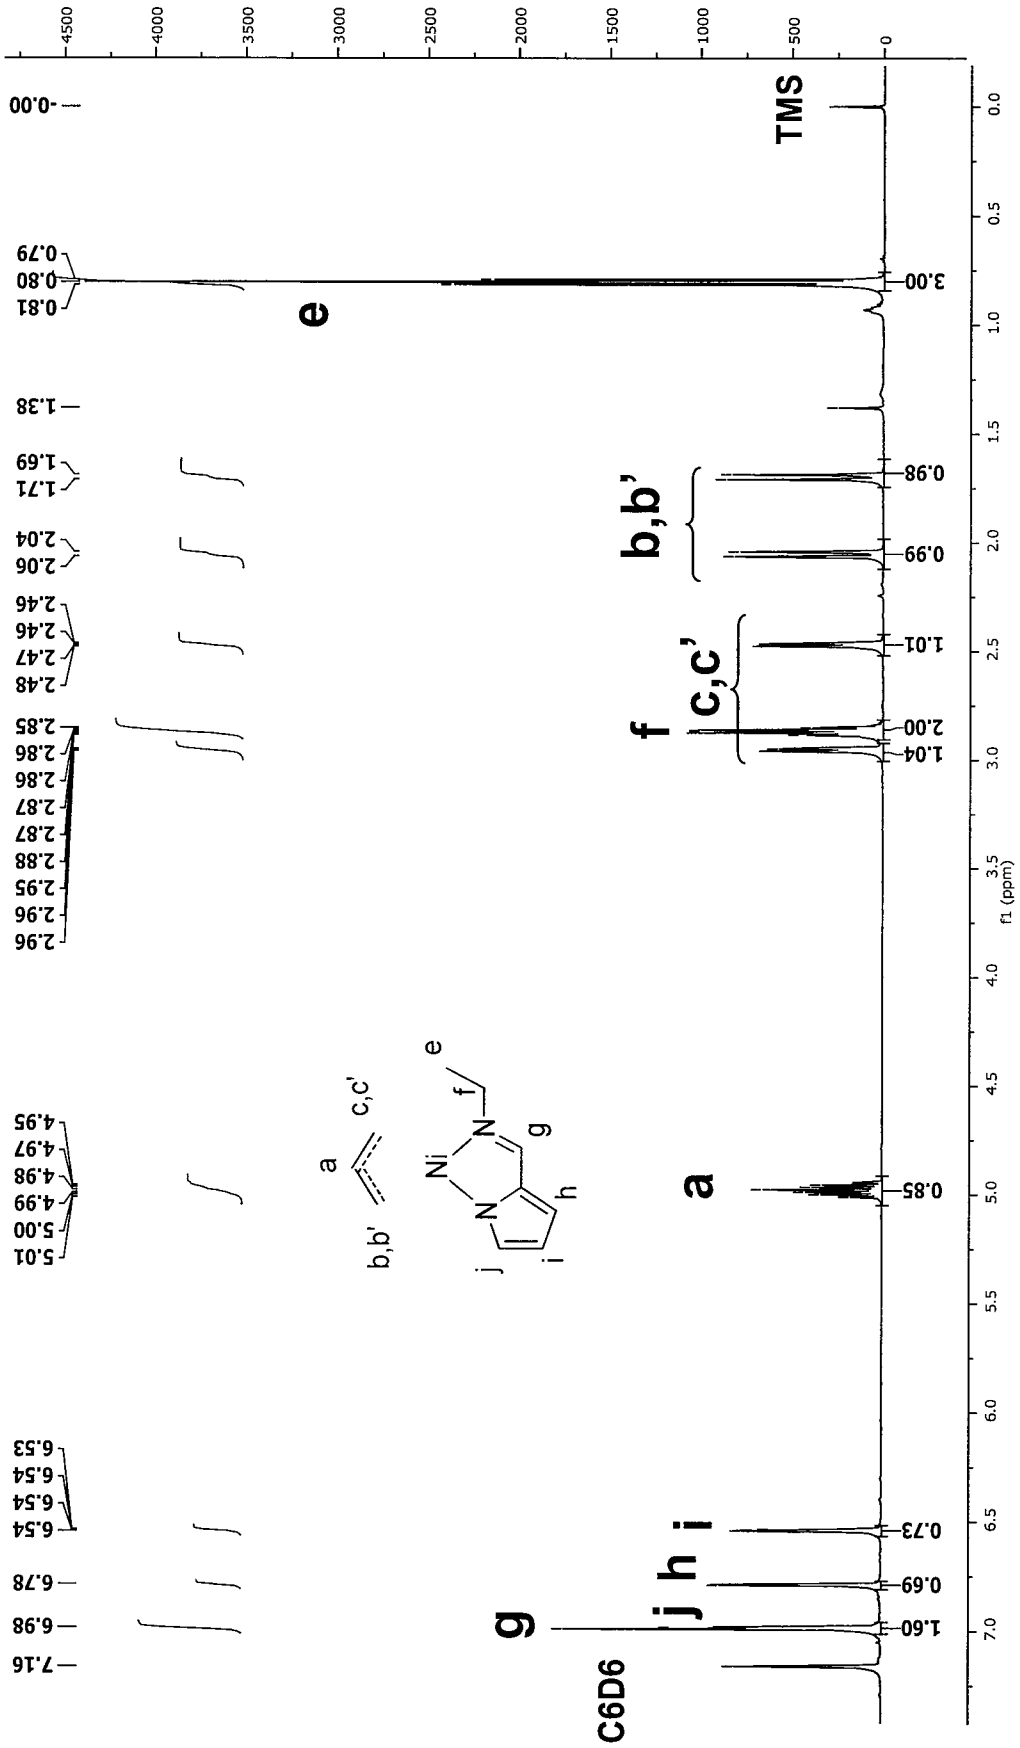 7.16
6.98
6.78
6.54
6.54
6.54
6.53
5.01
5.00
4.99
4.98
4.97
4.95
2.96
2.96
2.95
2.88
2.87
2.87
2.86
2.86
2.85
2.48
2.47
2.46
2.46
2.06
2.04
1.71
1.69
1.38
0.81
0.80
0.79
-0.00
4500
4000
3500
3000
2500
2000
1500
1000
500
0
a
b,b'
c,c'
Ni
N
N
e
f
g
h
i
j
C6D6
g
j
h
i
a
f
c,c'
b,b'
e
TMS
1.60
0.69
0.73
0.85
1.04
2.00
1.01
0.99
0.98
3.00
7.0
6.5
6.0
5.5
5.0
4.5
4.0
3.5
3.0
2.5
2.0
1.5
1.0
0.5
0.0
f1 (ppm)